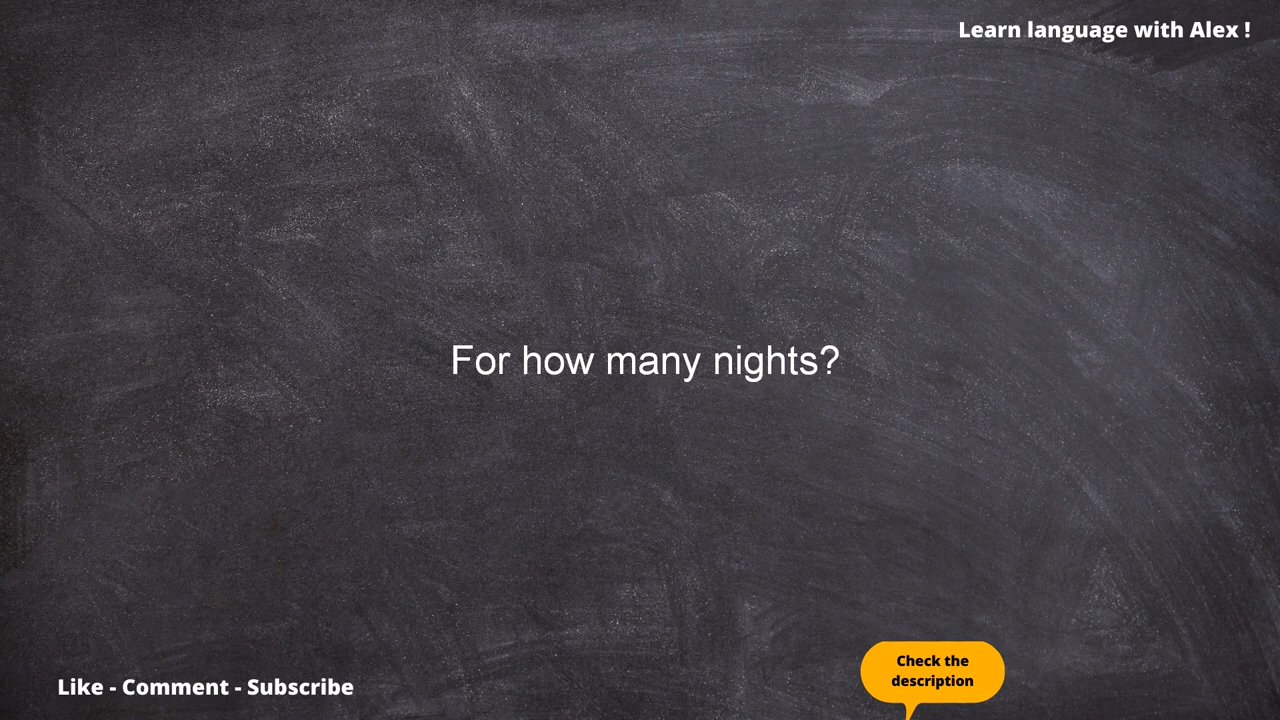 Learn language with Alex !
For how many nights?
Check the
description
Like - Comment - Subscribe